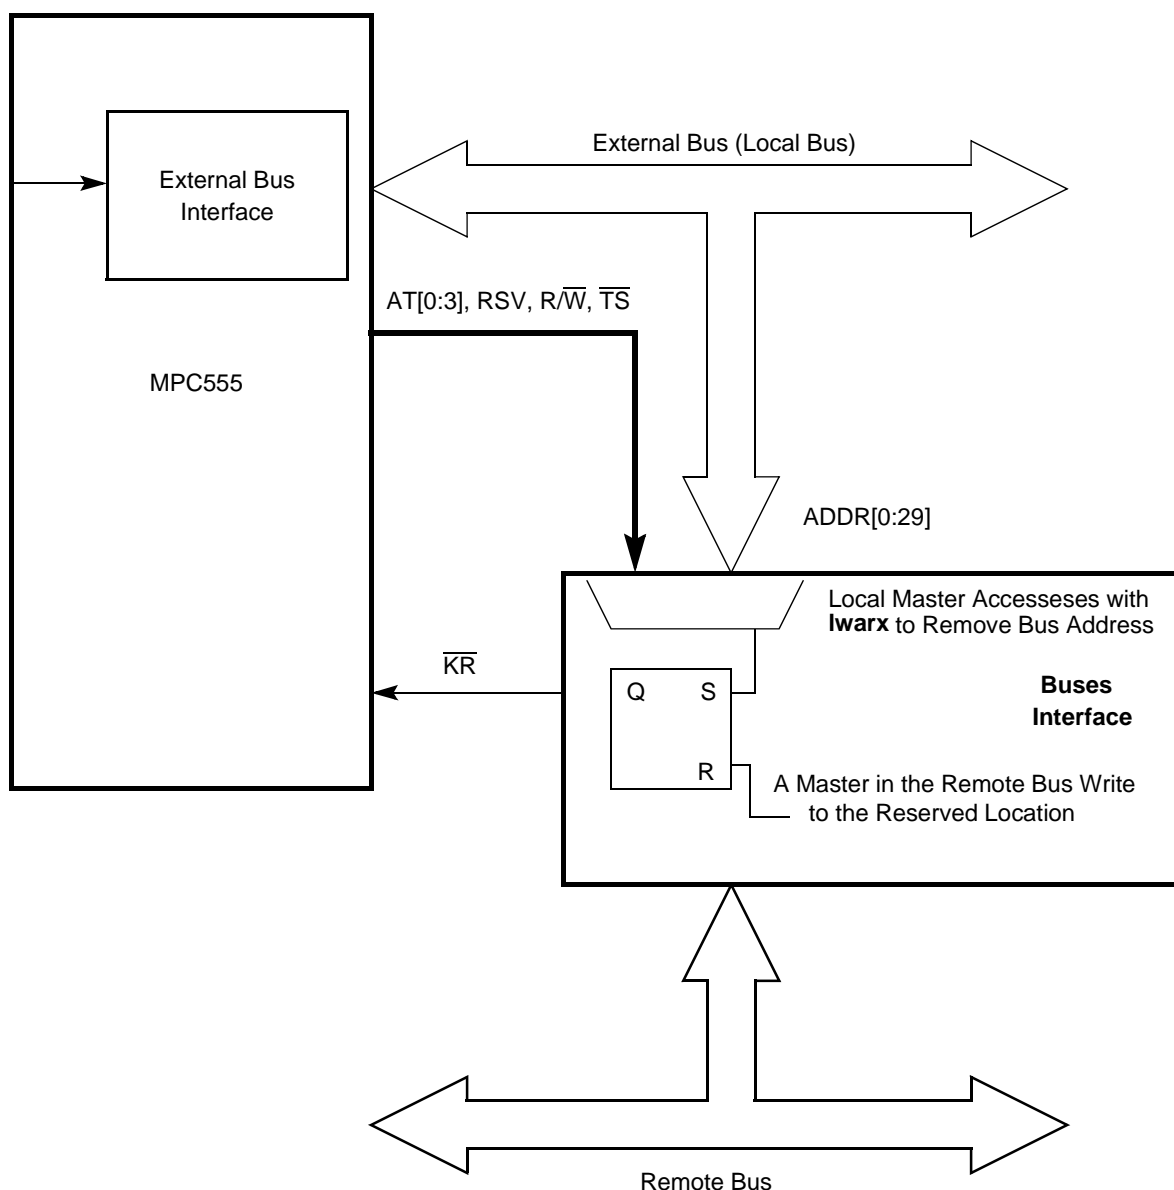 External Bus (Local Bus)
External Bus
Interface
AT[0:3], RSV, R/W̅, T̅S̅
MPC555
ADDR[0:29]
Local Master Accesseses with
lwarx to Remove Bus Address
K̅R̅
Q S
Buses
Interface
R
A Master in the Remote Bus Write
to the Reserved Location
Remote Bus